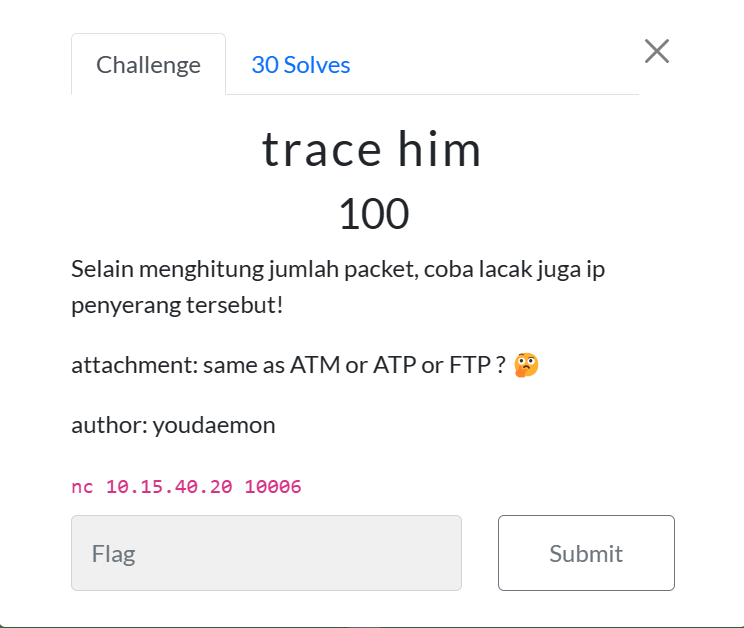 Challenge
30 Solves
trace him
100
Selain menghitung jumlah packet, coba lacak juga ip
penyerang tersebut!
attachment: same as ATM or ATP or FTP ? 🤔
author: youdaemon
nc 10.15.40.20 10006
Flag
Submit